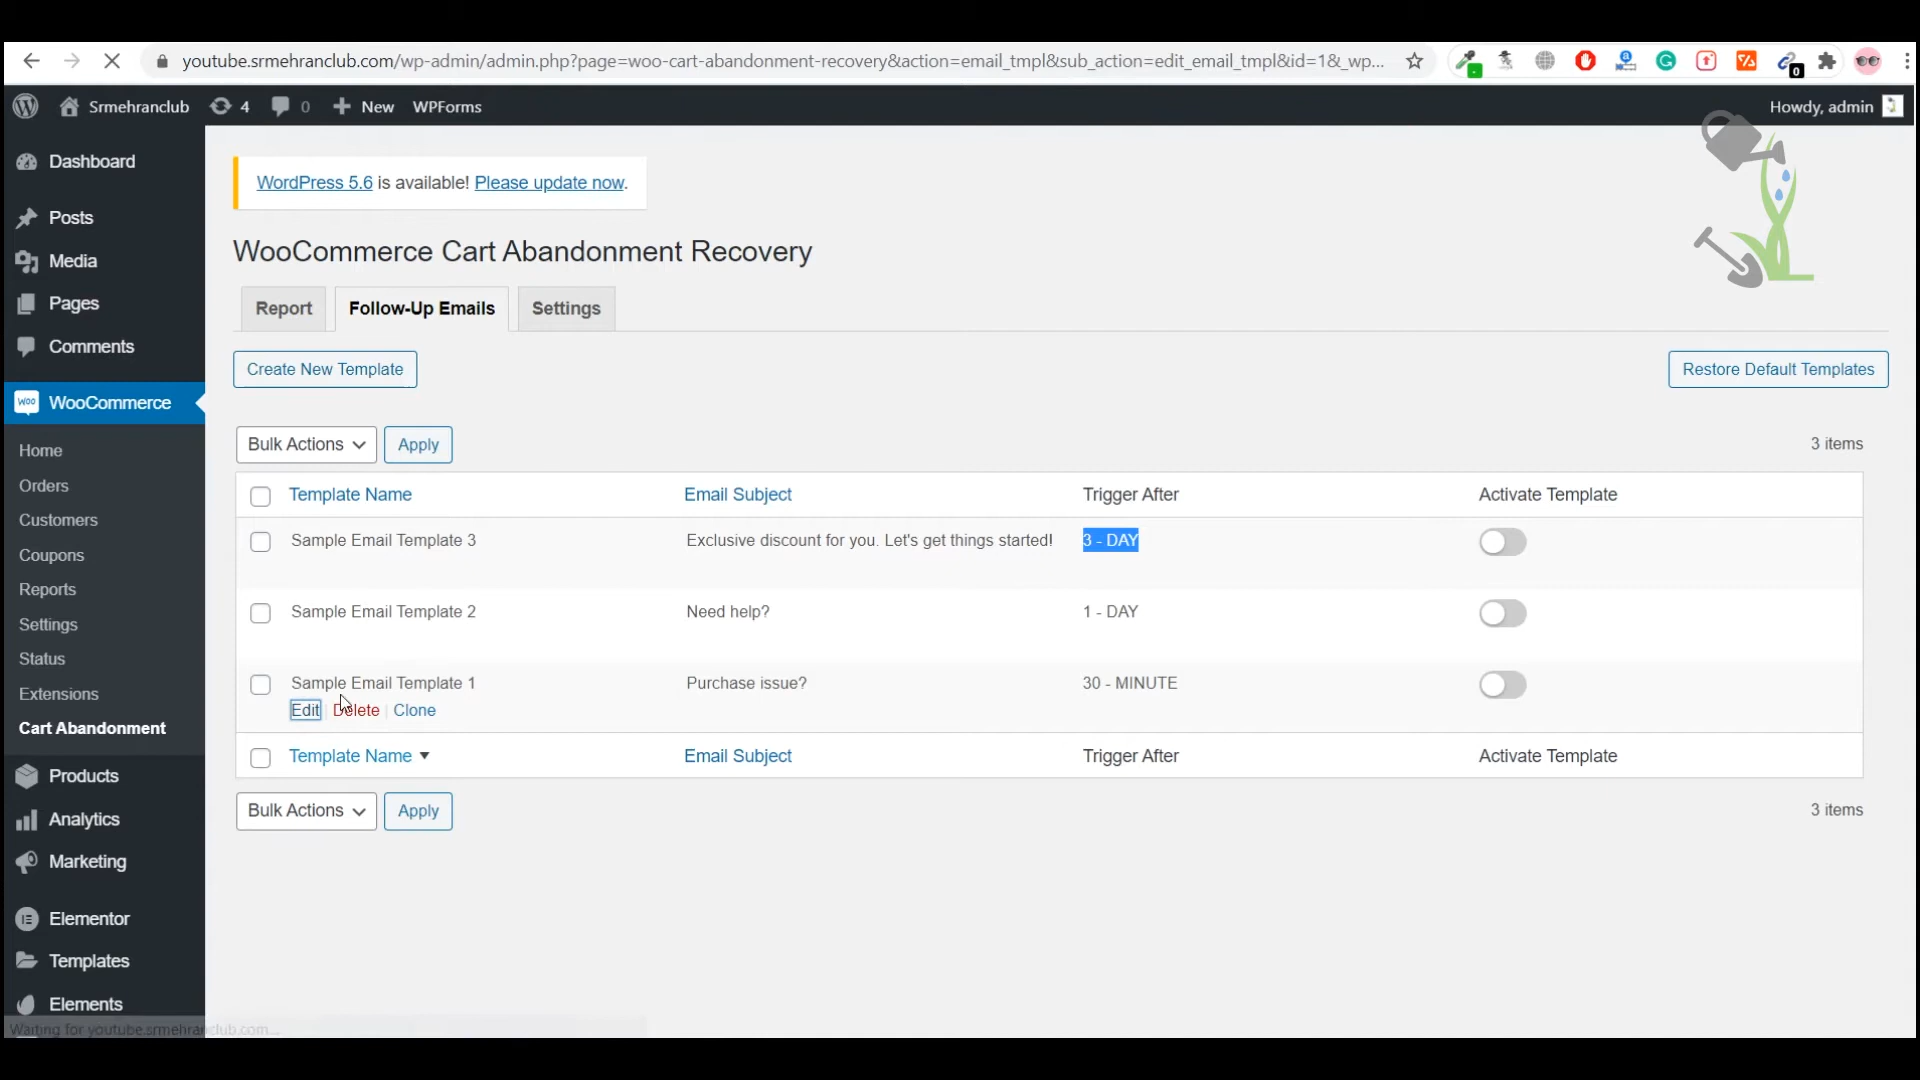 youtube.srmehranclub.com/wp-admin/admin.php?page=woo-cart-abandonment-recovery&action=email_tmpl&sub_action=edit_email_tmpl&id=1&_wp...
0
Srmehranclub 4 0 New WPForms Howdy, admin
Dashboard
Posts
Media
Pages
Comments
WooCommerce
Home
Orders
Customers
Coupons
Reports
Settings
Status
Extensions
Cart Abandonment
Products
Analytics
Marketing
Elementor
Templates
Elements
WordPress 5.6 is available! Please update now.
WooCommerce Cart Abandonment Recovery
Report Follow-Up Emails Settings
Create New Template Restore Default Templates
Bulk Actions Apply 3 items
Template Name Email Subject Trigger After Activate Template
Sample Email Template 3 Exclusive discount for you. Let's get things started! 3 - DAY
Sample Email Template 2 Need help? 1 - DAY
Sample Email Template 1 Purchase issue? 30 - MINUTE
Edit | Delete | Clone
Template Name Email Subject Trigger After Activate Template
Bulk Actions Apply 3 items
Waiting for youtube.srmehranclub.com...